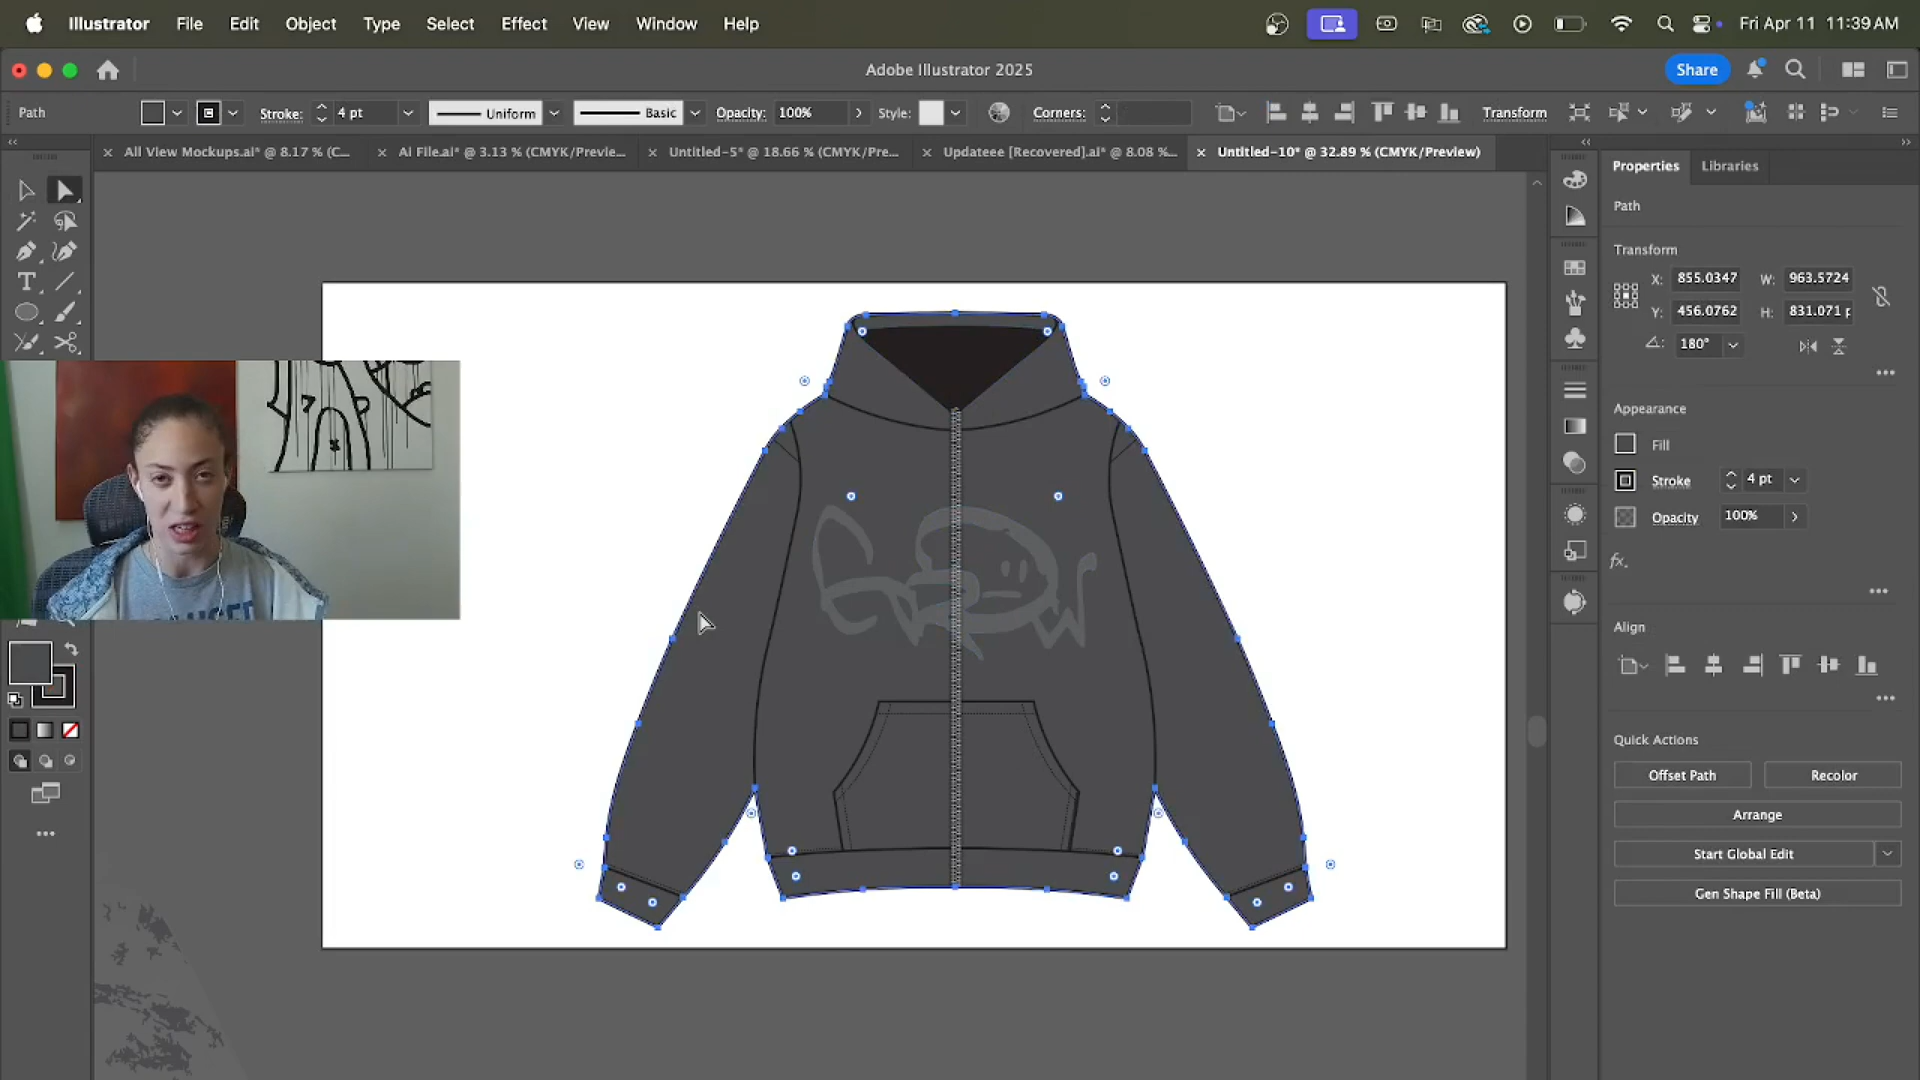 Illustrator File Edit Object Type Select Effect View Window Help Fri Apr 11 11:39 AM
Adobe Illustrator 2025 Share
Path Stroke: 4 pt Uniform Basic Opacity: 100% Style: Corners: Transform
All View Mockups.ai* @ 8.17 % (C... Ai File.ai* @ 3.13 % (CMYK/Previe... Untitled-5* @ 18.66 % (CMYK/Pre... Updateee [Recovered].ai* @ 8.08 %... Untitled-10* @ 32.89 % (CMYK/Preview)
Properties Libraries
Path
Transform
X: 855.0347 W: 963.5724
Y: 456.0762 H: 831.071 p
180°
Appearance
Fill
Stroke 4 pt
Opacity 100%
fx.
Align
Quick Actions
Offset Path Recolor
Arrange
Start Global Edit
Gen Shape Fill (Beta)